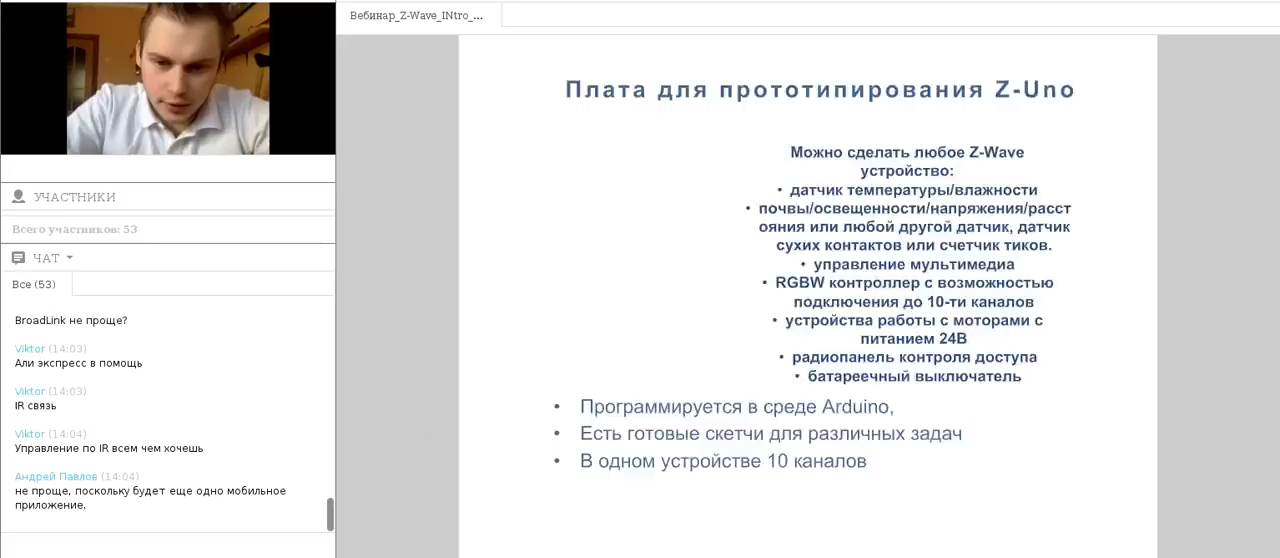 Вебинар_Z-Wave_INtro_...
УЧАСТНИКИ
Всего участников: 53
ЧАТ
Все (53)
BroadLink не проще?
Viktor (14:03)
Али экспресс в помощь
Viktor (14:03)
IR связь
Viktor (14:04)
Управление по IR всем чем хочешь
Андрей Павлов (14:04)
не проще, поскольку будет еще одно мобильное
приложение.
Плата для прототипирования Z-Uno
Можно сделать любое Z-Wave
устройство:
• датчик температуры/влажности
• почвы/освещенности/напряжения/расст
ояния или любой другой датчик, датчик
сухих контактов или счетчик тиков.
• управление мультимедиа
• RGBW контроллер с возможностью
подключения до 10-ти каналов
• устройства работы с моторами с
питанием 24В
• радиопанель контроля доступа
• батареечный выключатель
• Программируется в среде Arduino,
• Есть готовые скетчи для различных задач
• В одном устройстве 10 каналов